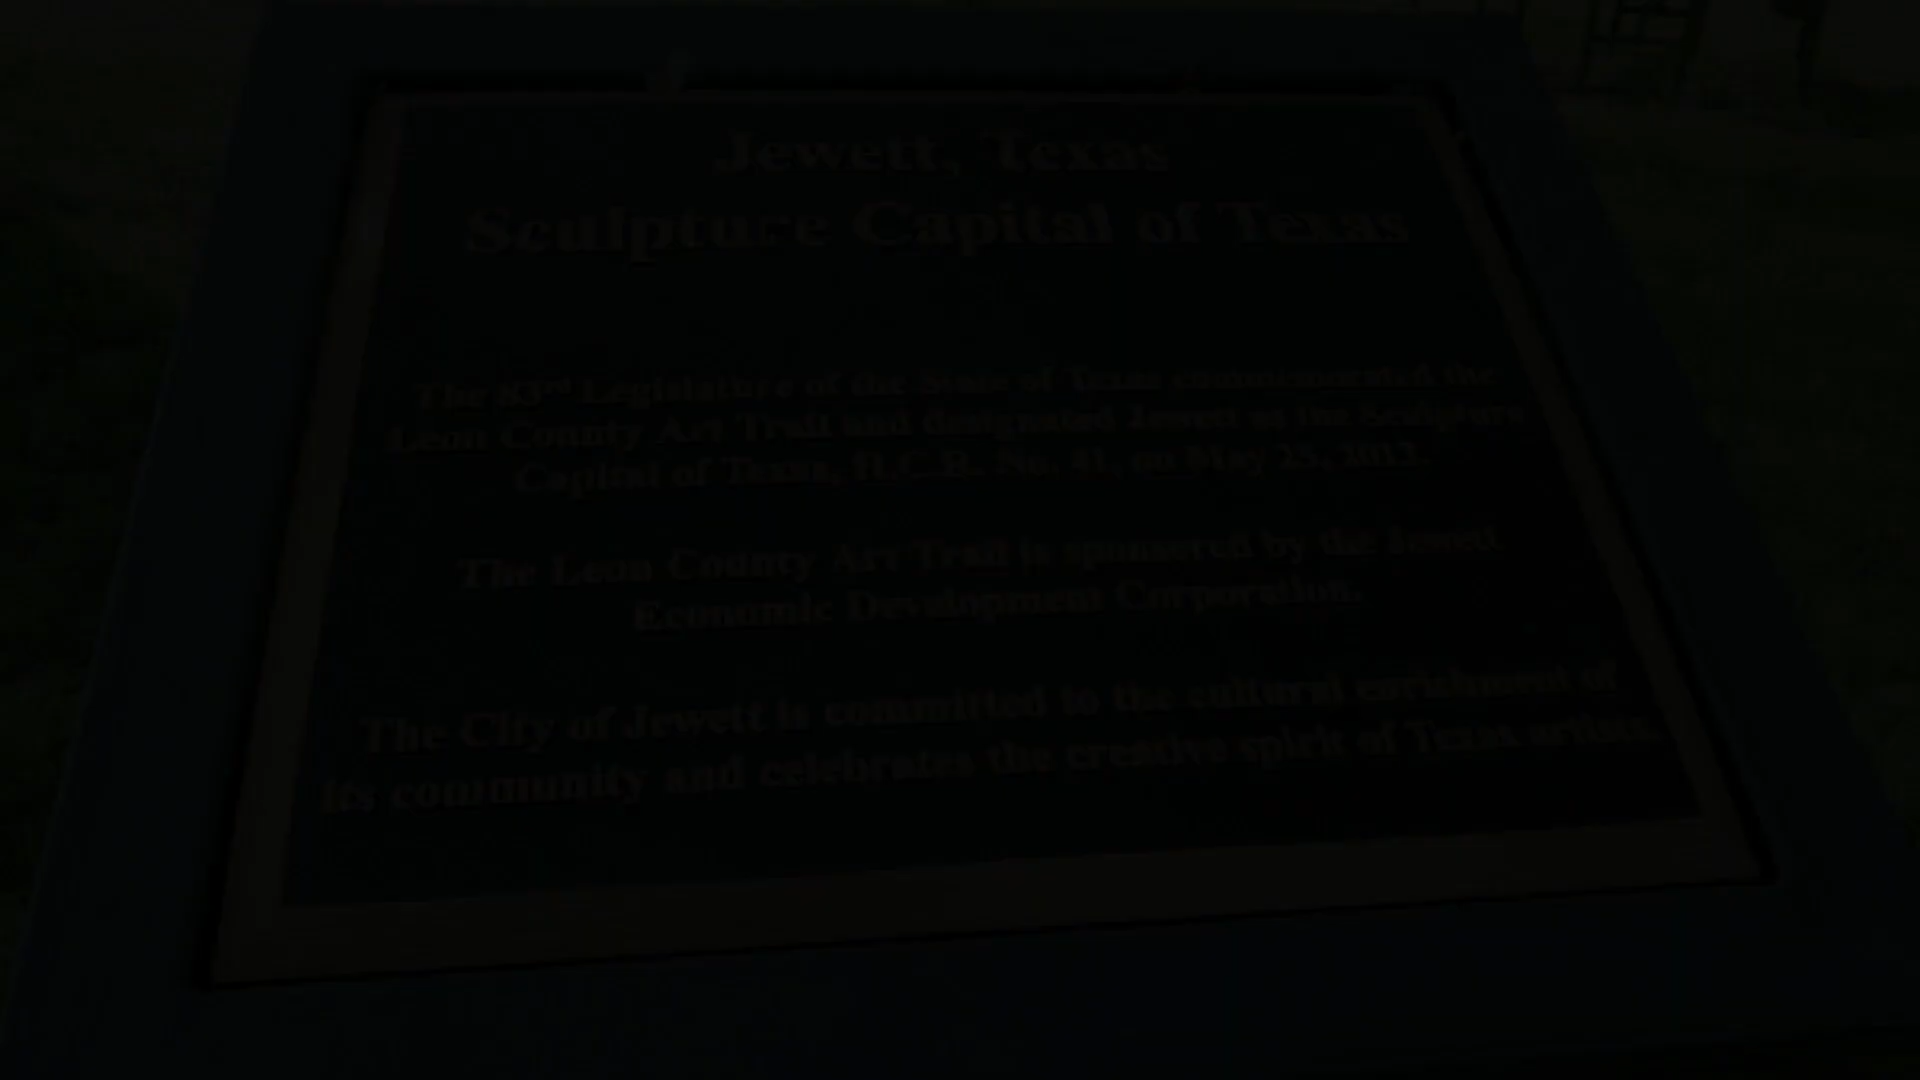 Jewett, Texas
Sculpture Capital of Texas
The 83rd Legislature of the State of Texas commemorated the
Leon County Art Trail and designated Jewett as the Sculpture
Capital of Texas, H.C.R. No. 41, on May 23, 2013.
The Leon County Art Trail is sponsored by the Jewett
Economic Development Corporation.
The City of Jewett is committed to the cultural enrichment of
its community and celebrates the creative spirit of Texas artists.